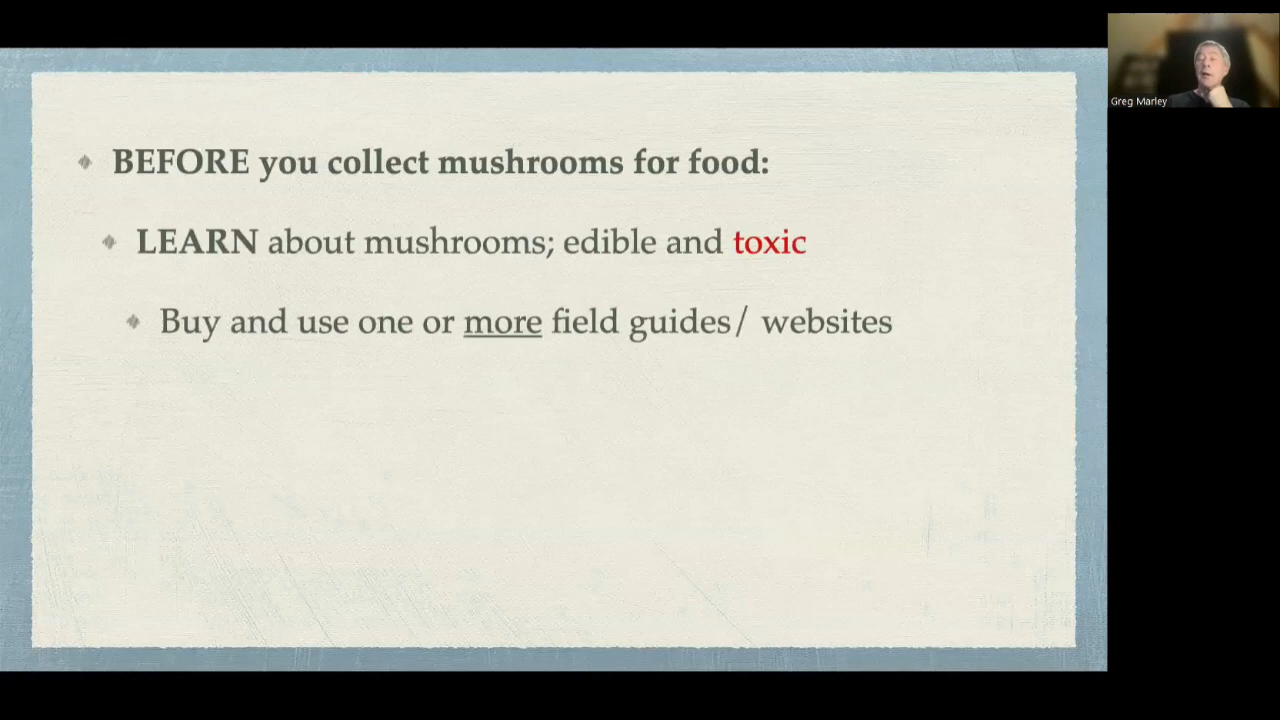 BEFORE you collect mushrooms for food:
LEARN about mushrooms; edible and toxic
Buy and use one or more field guides/ websites
Greg Marley